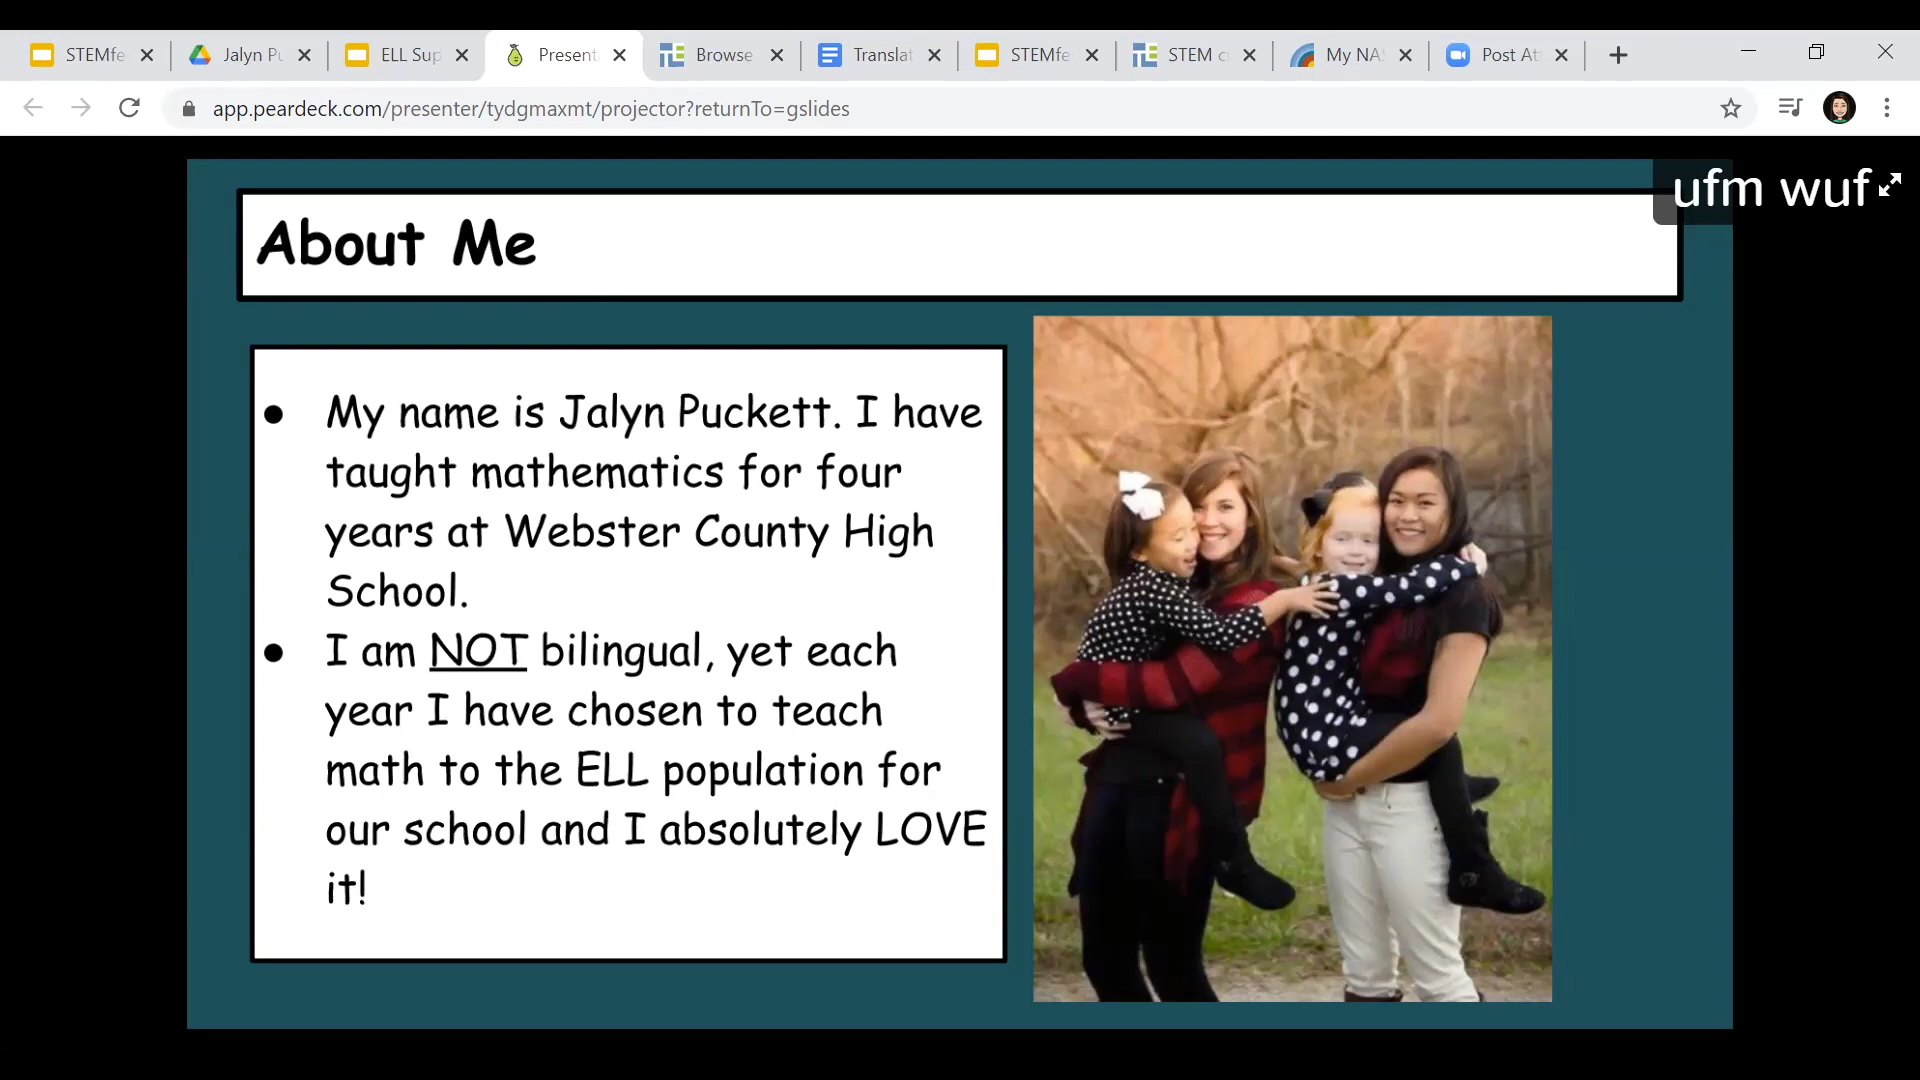 STEMfe
Jalyn Pu
ELL Sup
Present
Browse
Translat
STEMfe
STEM c
My NA
Post At
app.peardeck.com/presenter/tydgmaxmt/projector?returnTo=gslides
ufm wuf
About Me
My name is Jalyn Puckett. I have
taught mathematics for four
years at Webster County High
School.
I am NOT bilingual, yet each
year I have chosen to teach
math to the ELL population for
our school and I absolutely LOVE
it!